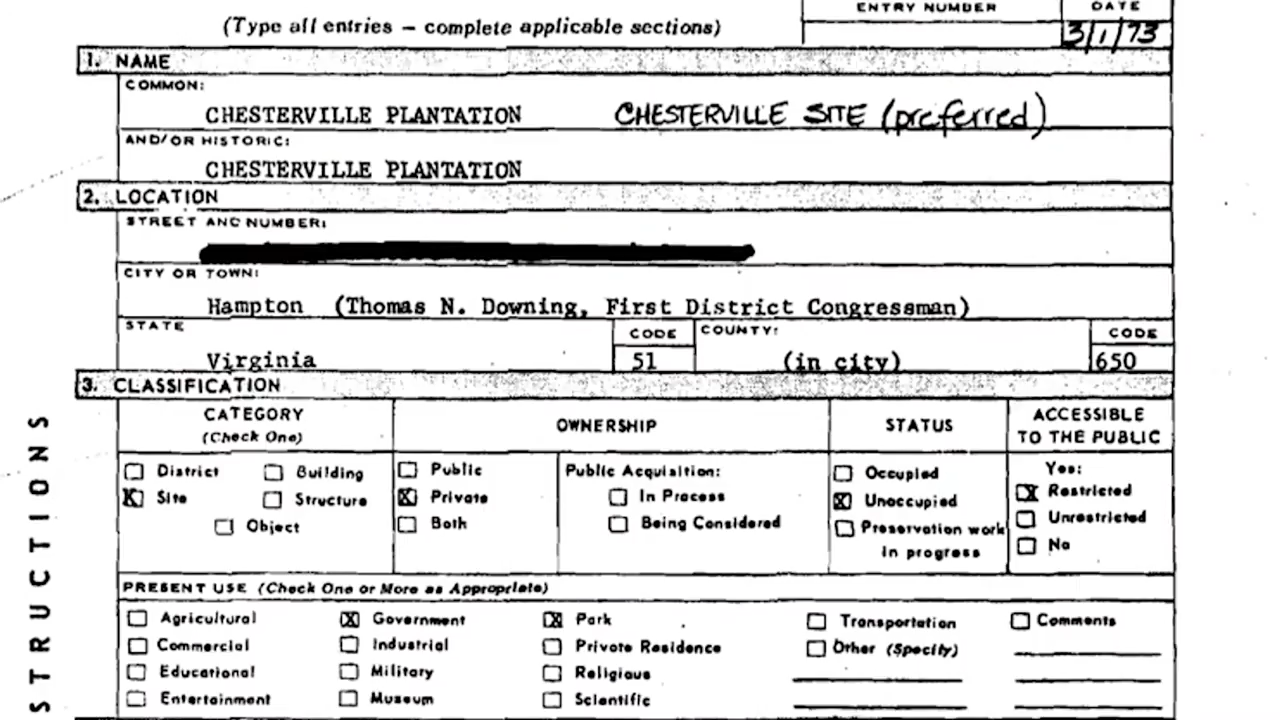 ENTRY NUMBER DATE
(Type all entries – complete applicable sections) 3/1/73
1. NAME
COMMON:
CHESTERVILLE PLANTATION CHESTERVILLE SITE (preferred)
AND/OR HISTORIC:
CHESTERVILLE PLANTATION
2. LOCATION
STREET AND NUMBER:
CITY OR TOWN:
Hampton (Thomas N. Downing, First District Congressman)
STATE CODE COUNTY: CODE
Virginia 51 (in city) 650
3. CLASSIFICATION
CATEGORY
(Check One)
OWNERSHIP
STATUS
ACCESSIBLE
TO THE PUBLIC
District Building
Site Structure
Object
Public
Private
Both
Public Acquisition:
In Process
Being Considered
Occupied
Unoccupied
Preservation work
in progress
Yes:
Restricted
Unrestricted
No
PRESENT USE (Check One or More as Appropriate)
Agricultural Government Park Transportation Comments
Commercial Industrial Private Residence Other (Specify)
Educational Military Religious
Entertainment Museum Scientific
STRUCTIONS